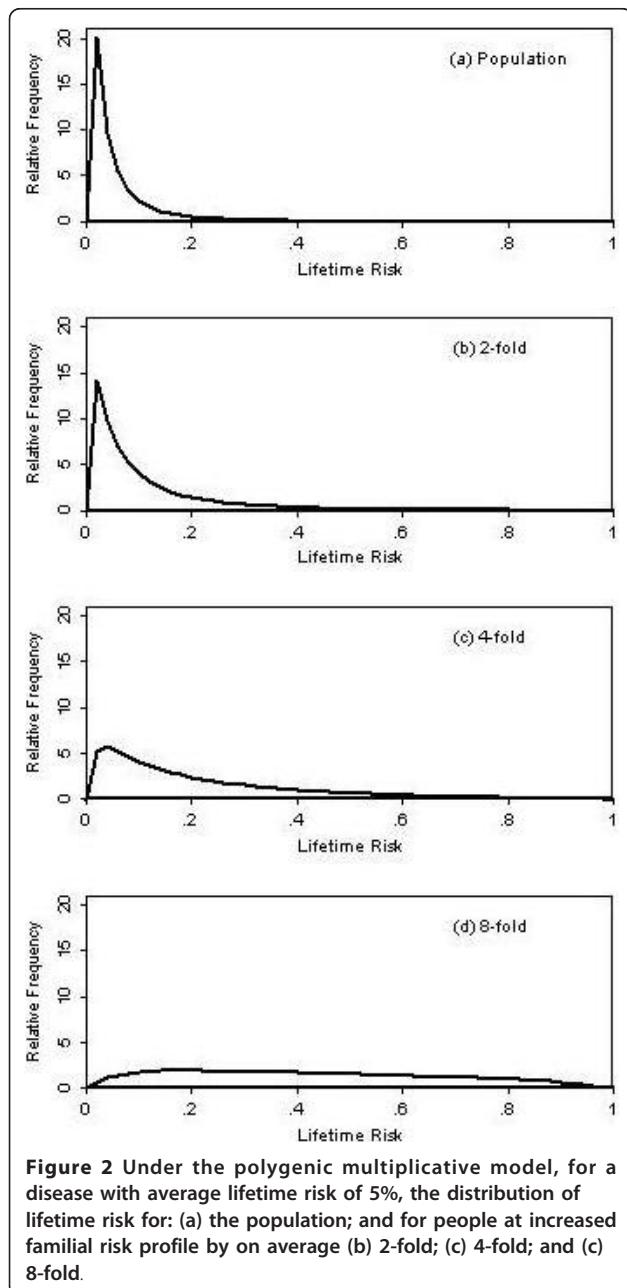 (a) Population
Relative Frequency
20
15
10
5
0
0 .2 .4 .6 .8 1
Lifetime Risk
(b) 2-fold
Relative Frequency
20
15
10
5
0
0 .2 .4 .6 .8 1
Lifetime Risk
(c) 4-fold
Relative Frequency
20
15
10
5
0
0 .2 .4 .6 .8 1
Lifetime Risk
(d) 8-fold
Relative Frequency
20
15
10
5
0
0 .2 .4 .6 .8 1
Lifetime Risk
Figure 2 Under the polygenic multiplicative model, for a
disease with average lifetime risk of 5%, the distribution of
lifetime risk for: (a) the population; and for people at increased
familial risk profile by on average (b) 2-fold; (c) 4-fold; and (c)
8-fold.